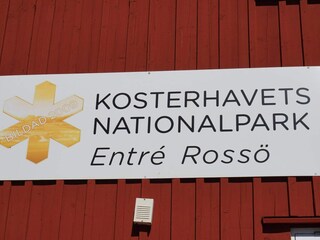 KOSTERHAVETS
NATIONALPARK
Entré Rossö